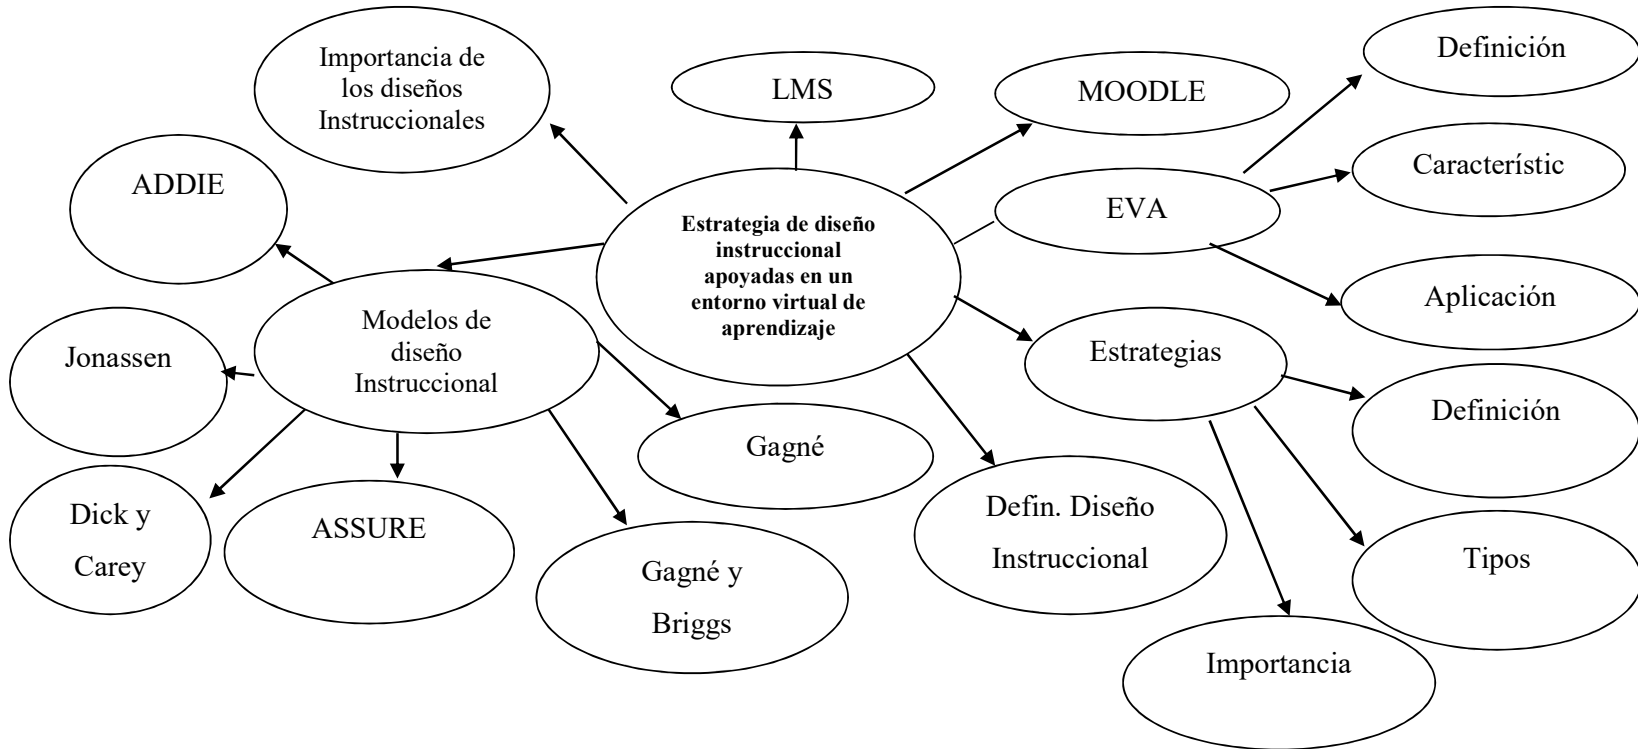 Importancia de
los diseños
Instruccionales
LMS
MOODLE
Definición
ADDIE
Característic
EVA
Estrategia de diseño
instruccional
apoyadas en un
entorno virtual de
aprendizaje
Aplicación
Modelos de
diseño
Instruccional
Jonassen
Estrategias
Definición
Gagné
Dick y
Carey
ASSURE
Gagné y
Briggs
Defin. Diseño
Instruccional
Tipos
Importancia